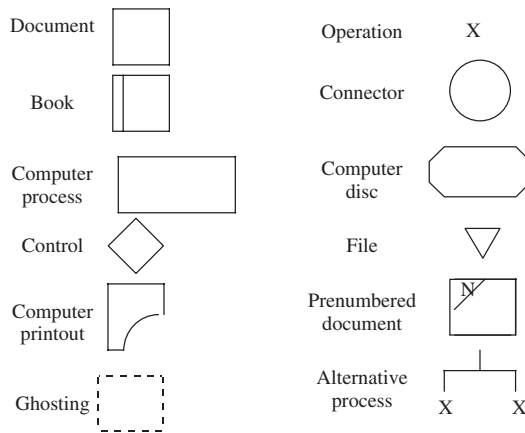 Document
Book
Computer
process
Control
Computer
printout
Ghosting
Operation X
Connector
Computer
disc
File
Prenumbered
document
N
Alternative
process
X X